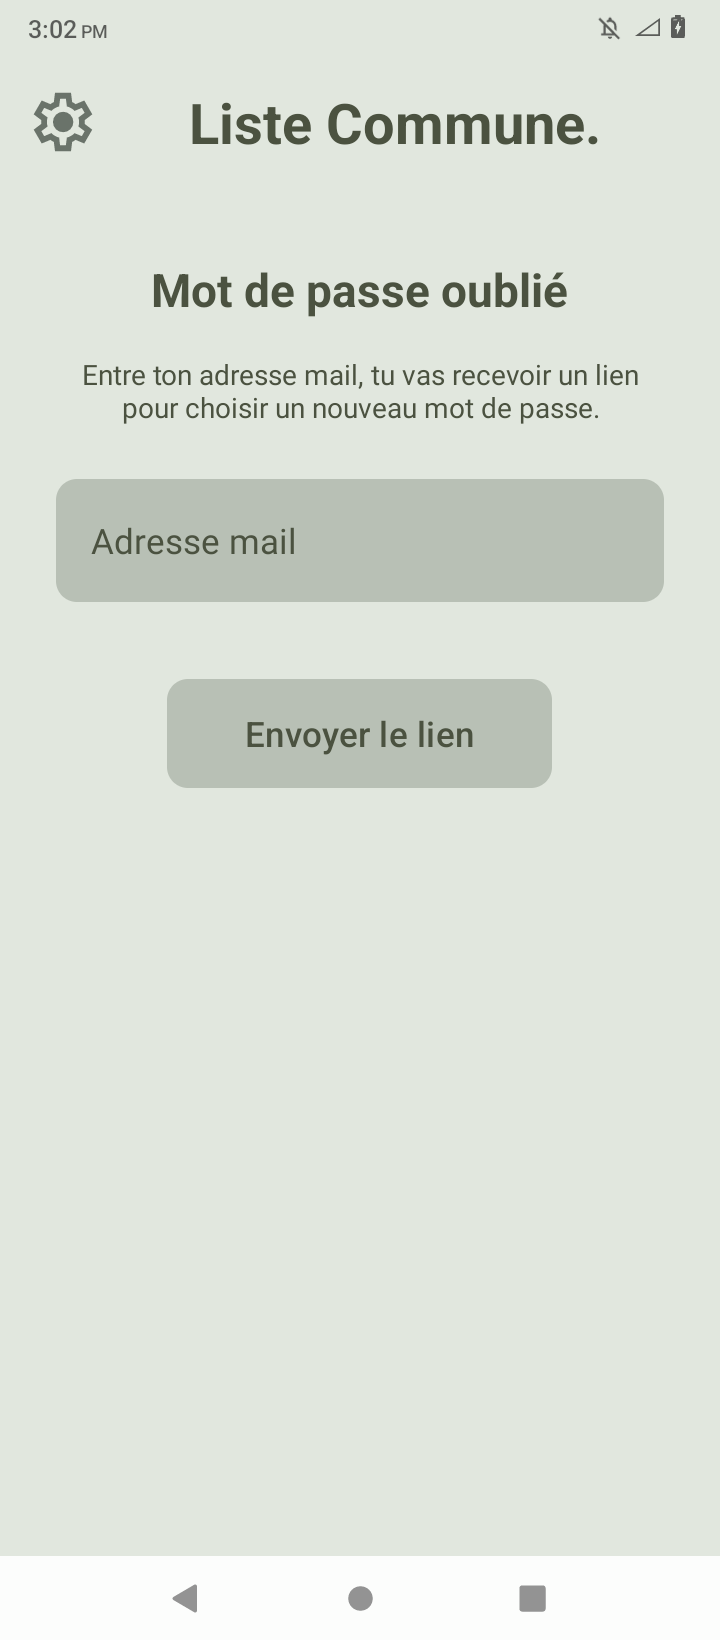 3:02 PM
Liste Commune.
Mot de passe oublié
Entre ton adresse mail, tu vas recevoir un lien
pour choisir un nouveau mot de passe.
Adresse mail
Envoyer le lien